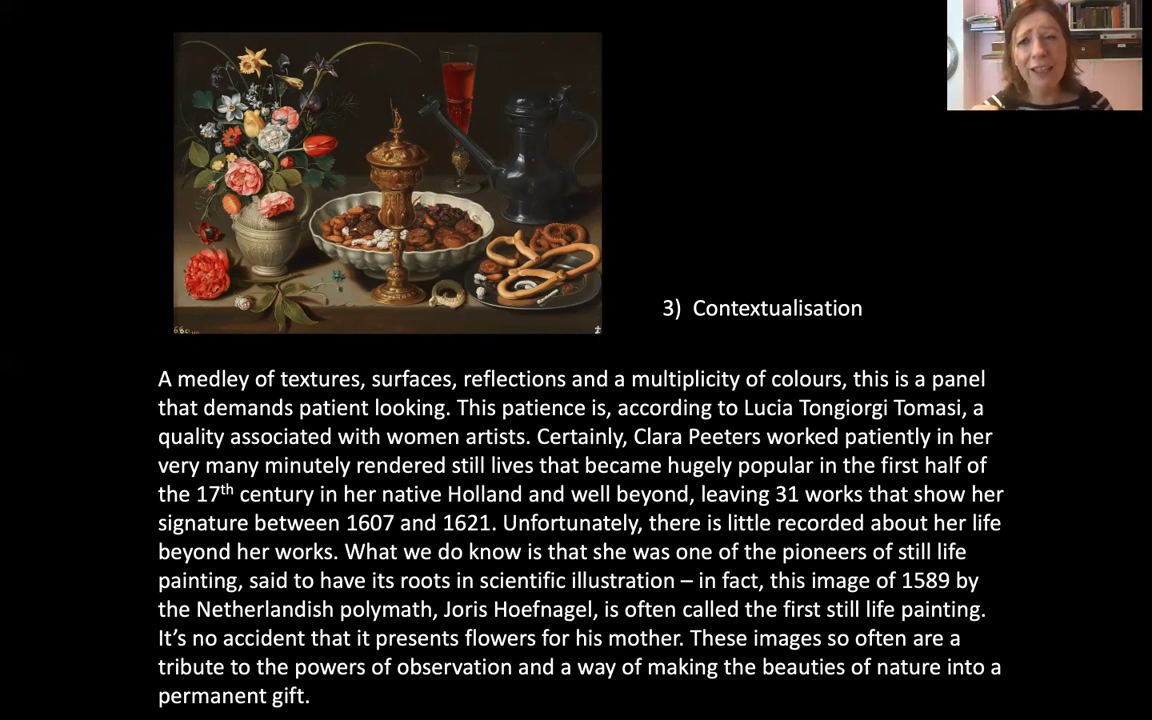 3) Contextualisation
A medley of textures, surfaces, reflections and a multiplicity of colours, this is a panel
that demands patient looking. This patience is, according to Lucia Tongiorgi Tomasi, a
quality associated with women artists. Certainly, Clara Peeters worked patiently in her
very many minutely rendered still lives that became hugely popular in the first half of
the 17th century in her native Holland and well beyond, leaving 31 works that show her
signature between 1607 and 1621. Unfortunately, there is little recorded about her life
beyond her works. What we do know is that she was one of the pioneers of still life
painting, said to have its roots in scientific illustration – in fact, this image of 1589 by
the Netherlandish polymath, Joris Hoefnagel, is often called the first still life painting.
It’s no accident that it presents flowers for his mother. These images so often are a
tribute to the powers of observation and a way of making the beauties of nature into a
permanent gift.